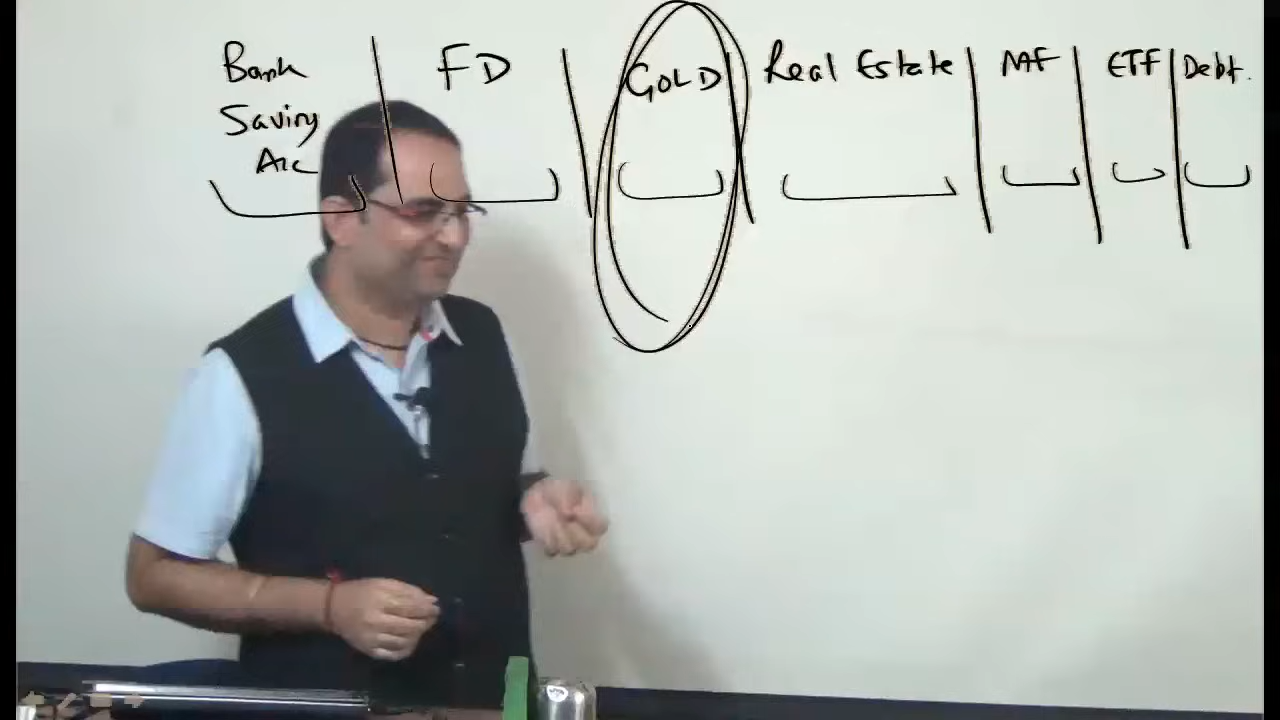 Bank
Saving
A/c
FD
GOLD
Real Estate
MF
ETF
Debt.